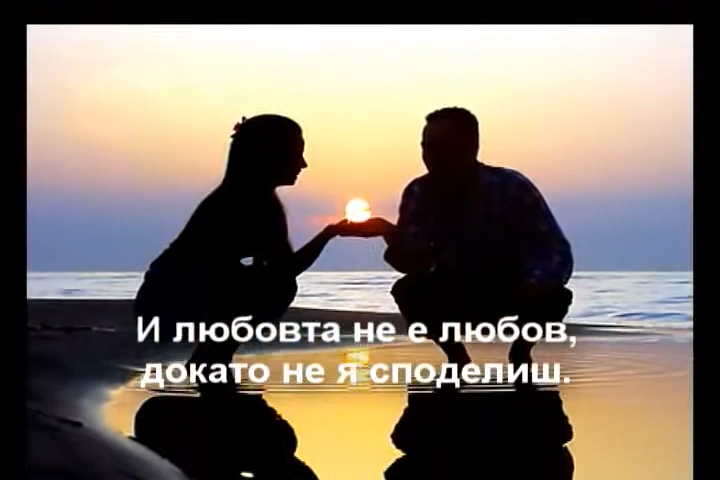 И любовта не е любов,
докато не я споделиш.